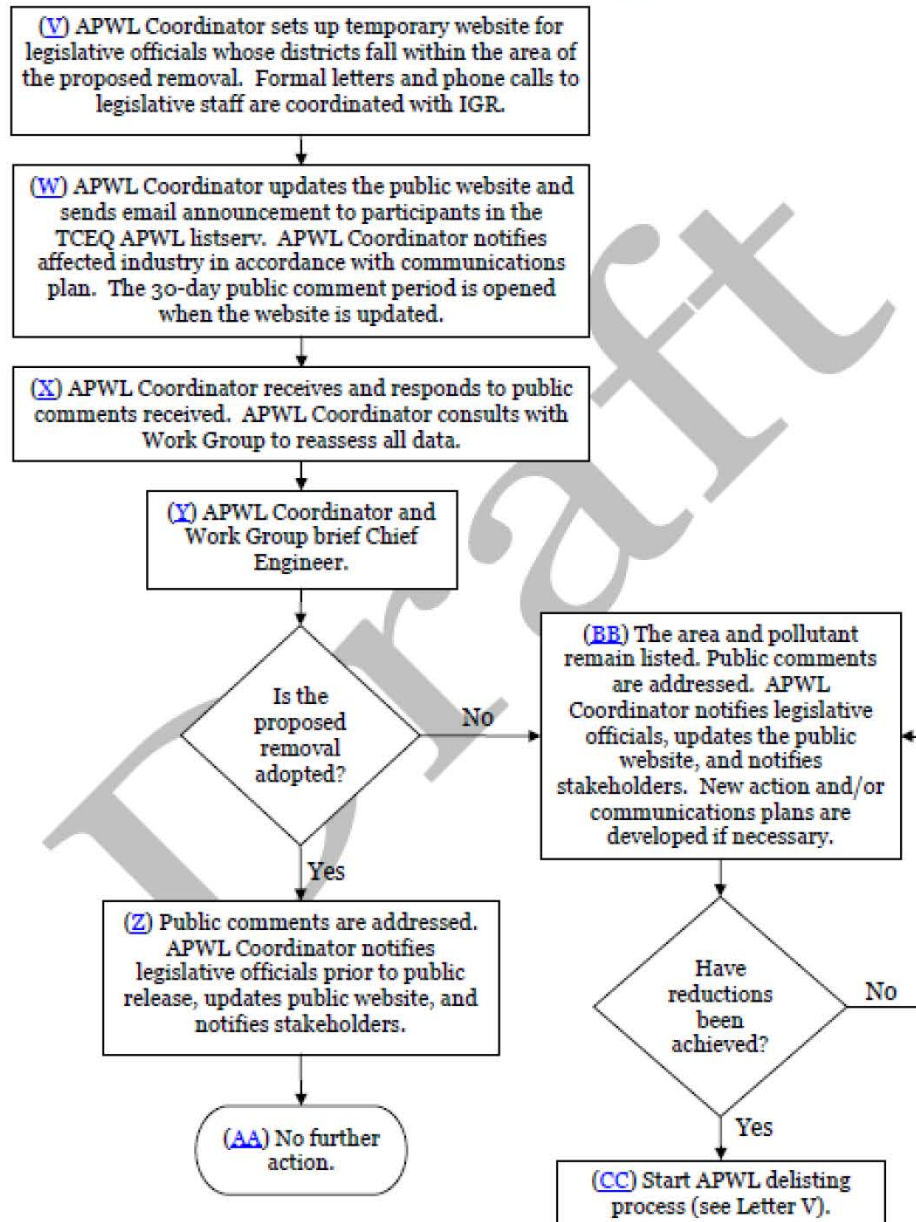 (V) APWL Coordinator sets up temporary website for
legislative officials whose districts fall within the area of
the proposed removal. Formal letters and phone calls to
legislative staff are coordinated with IGR.
(W) APWL Coordinator updates the public website and
sends email announcement to participants in the
TCEQ APWL listserv. APWL Coordinator notifies
affected industry in accordance with communications
plan. The 30-day public comment period is opened
when the website is updated.
(X) APWL Coordinator receives and responds to public
comments received. APWL Coordinator consults with
Work Group to reassess all data.
(Y) APWL Coordinator and
Work Group brief Chief
Engineer.
Is the
proposed
removal
adopted?
No
Yes
(Z) Public comments are addressed.
APWL Coordinator notifies
legislative officials prior to public
release, updates public website, and
notifies stakeholders.
(AA) No further
action.
(BB) The area and pollutant
remain listed. Public comments
are addressed. APWL
Coordinator notifies legislative
officials, updates the public
website, and notifies
stakeholders. New action and/or
communications plans are
developed if necessary.
Have
reductions
been
achieved?
No
Yes
(CC) Start APWL delisting
process (see Letter V).
Draft